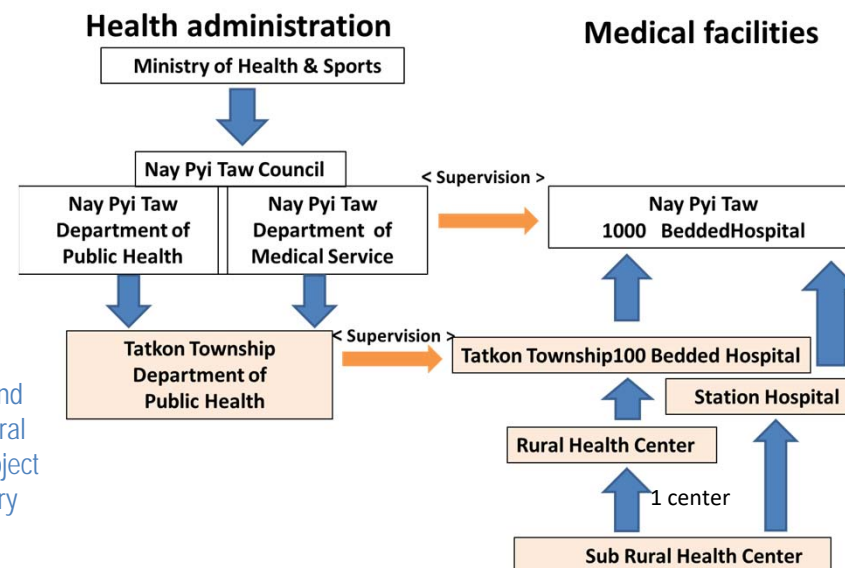 Health administration
Medical facilities
Ministry of Health & Sports
Nay Pyi Taw Council
Nay Pyi Taw
Department of
Public Health
Nay Pyi Taw
Department of
Medical Service
< Supervision >
Nay Pyi Taw
1000 BeddedHospital
Tatkon Township
Department of
Public Health
< Supervision >
Tatkon Township100 Bedded Hospital
Station Hospital
Rural Health Center
1 center
Sub Rural Health Center